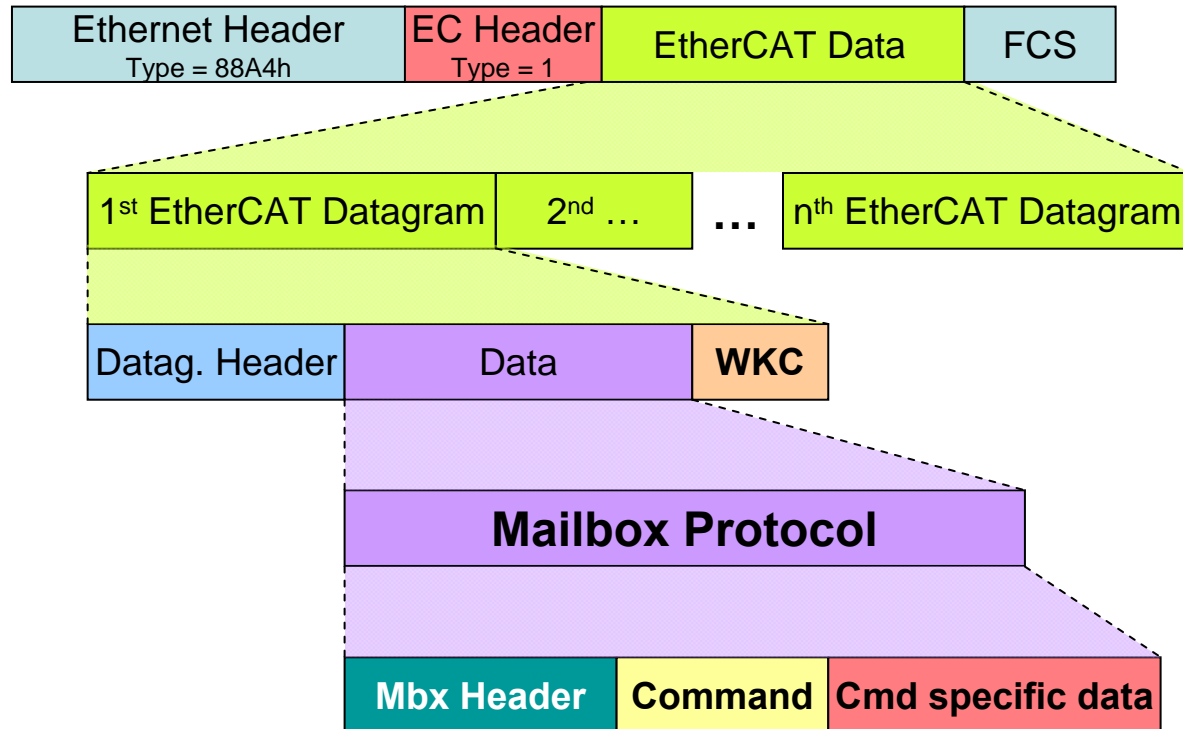 Ethernet Header
Type = 88A4h
EC Header
Type = 1
EtherCAT Data
FCS
1st EtherCAT Datagram
2nd …
…
nth EtherCAT Datagram
Datag. Header
Data
WKC
Mailbox Protocol
Mbx Header
Command
Cmd specific data